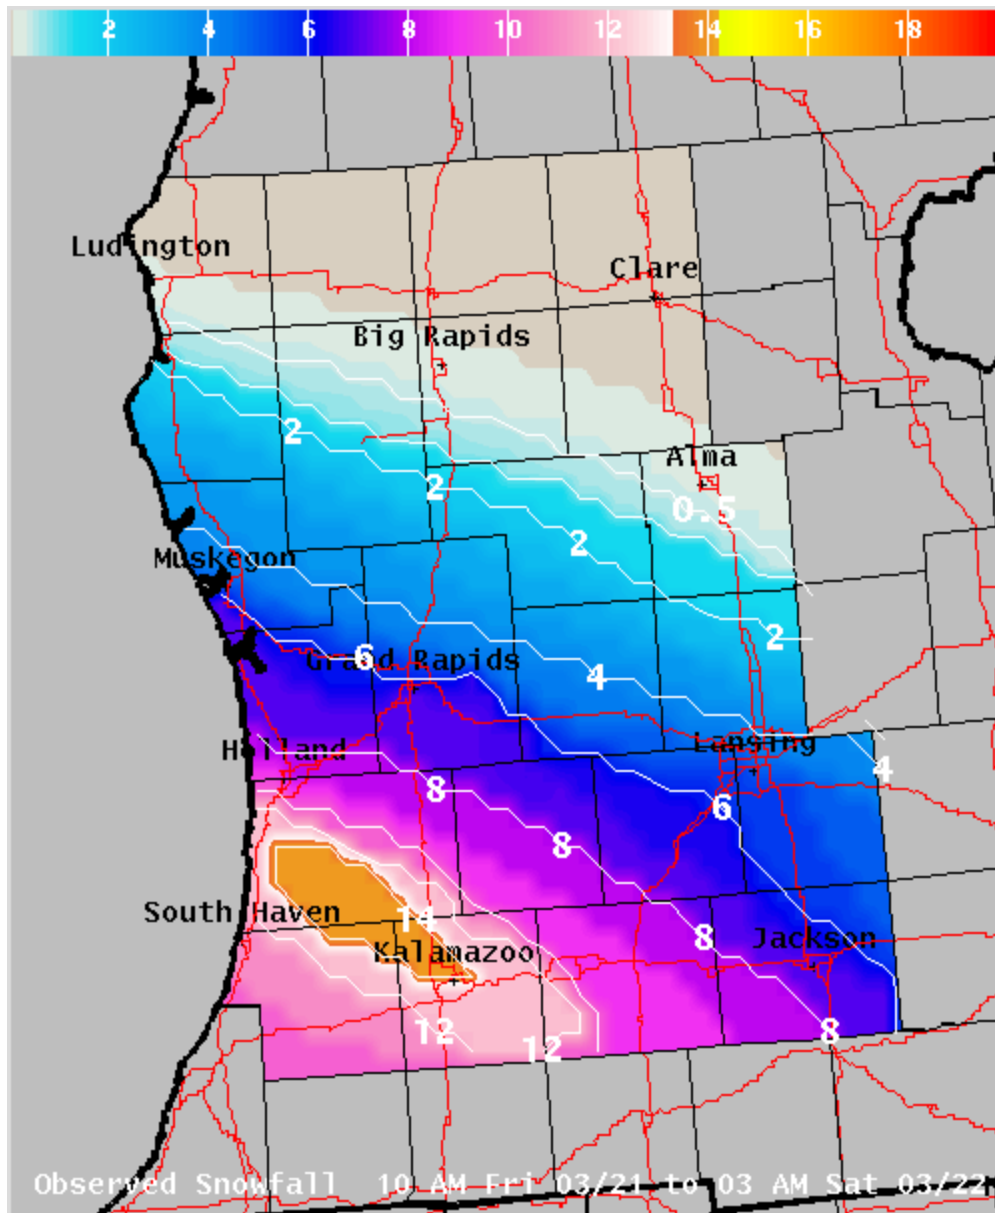 2 4 6 8 10 12 14 16 18
Ludington
Clare
Big Rapids
2
Alma
2
0.5
2
Muskegon
2
6
Grand Rapids
4
Lansing
Holland
4
8
6
8
South Haven
14
8
Jackson
Kalamazoo
12
8
12
Observed Snowfall 10 AM Fri 03/21 to 03 AM Sat 03/22